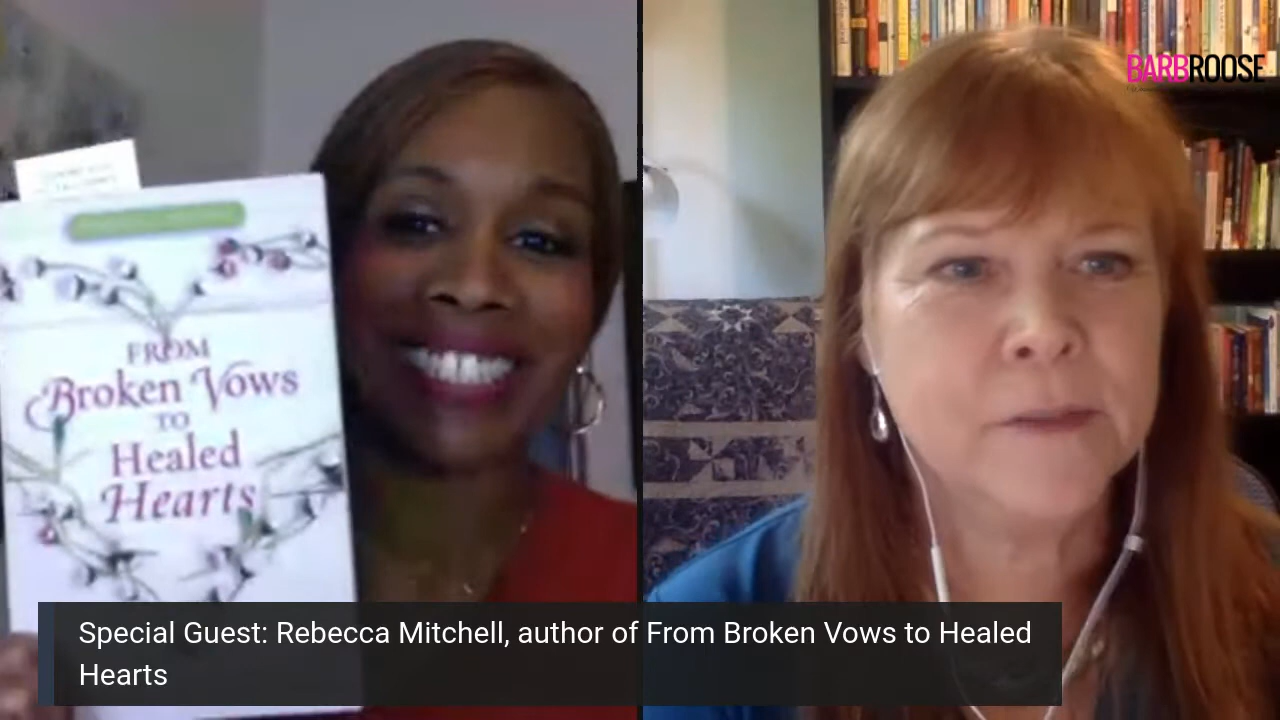 BARBROOSE
FROM
Broken Vows
TO
Healed
Hearts
Special Guest: Rebecca Mitchell, author of From Broken Vows to Healed
Hearts